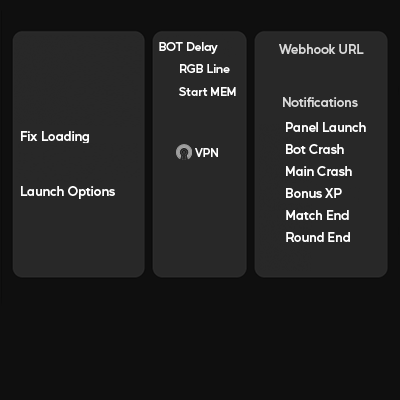 Fix Loading
Launch Options
BOT Delay
RGB Line
Start MEM
VPN
Webhook URL
Notifications
Panel Launch
Bot Crash
Main Crash
Bonus XP
Match End
Round End